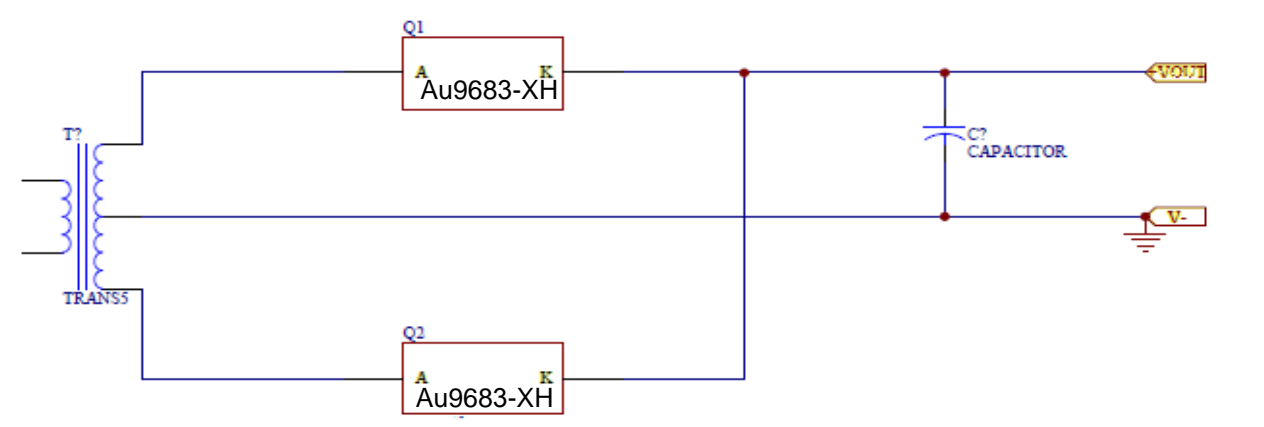 Q1
A K
Au9683-XH
+VOUT
T?
C?
CAPACITOR
V-
TRANS5
Q2
A K
Au9683-XH